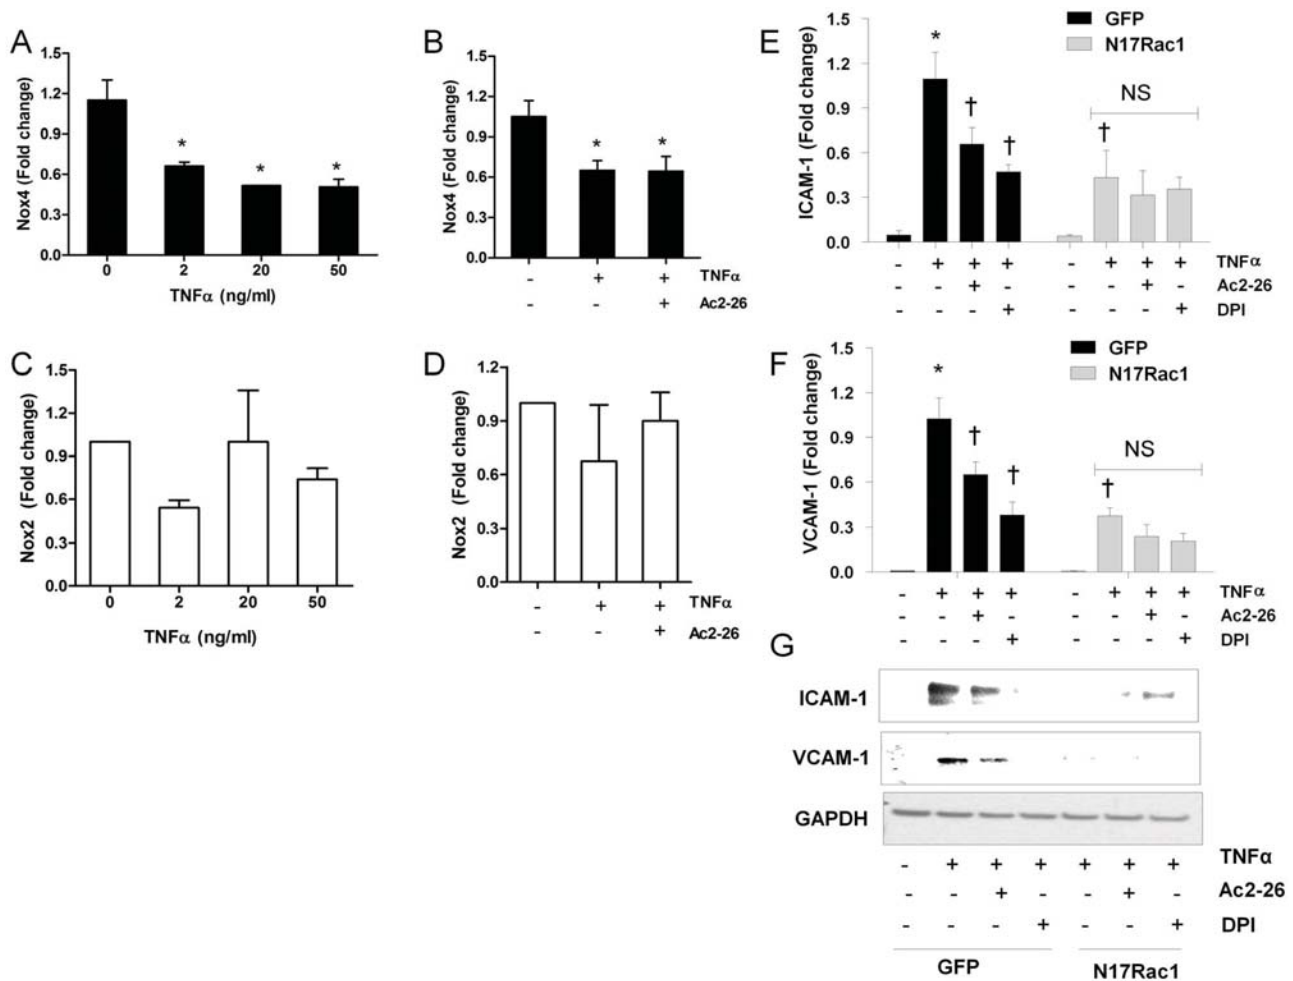 A
Nox4 (Fold change)
1.5
1.2
0.9
0.6
0.3
0.0
* * *
0 2 20 50
TNFα (ng/ml)
B
Nox4 (Fold change)
1.5
1.2
0.9
0.6
0.3
0.0
* *
- + + TNFα
- - + Ac2-26
C
Nox2 (Fold change)
1.5
1.2
0.9
0.6
0.3
0.0
0 2 20 50
TNFα (ng/ml)
D
Nox2 (Fold change)
1.2
0.9
0.6
0.3
0.0
- + + TNFα
- - + Ac2-26
E
GFP
N17Rac1
ICAM-1 (Fold change)
1.5
1.2
0.9
0.6
0.3
0.0
* † † † NS
- + + + - + + + TNFα
- - + - - - + - Ac2-26
- - - + - - - + DPI
F
GFP
N17Rac1
VCAM-1 (Fold change)
1.5
1.2
0.9
0.6
0.3
0.0
* † † † NS
- + + + - + + + TNFα
- - + - - - + - Ac2-26
- - - + - - - + DPI
G
ICAM-1
VCAM-1
GAPDH
- + + + + + + TNFα
- - + - - + - Ac2-26
- - - + - - + DPI
GFP N17Rac1